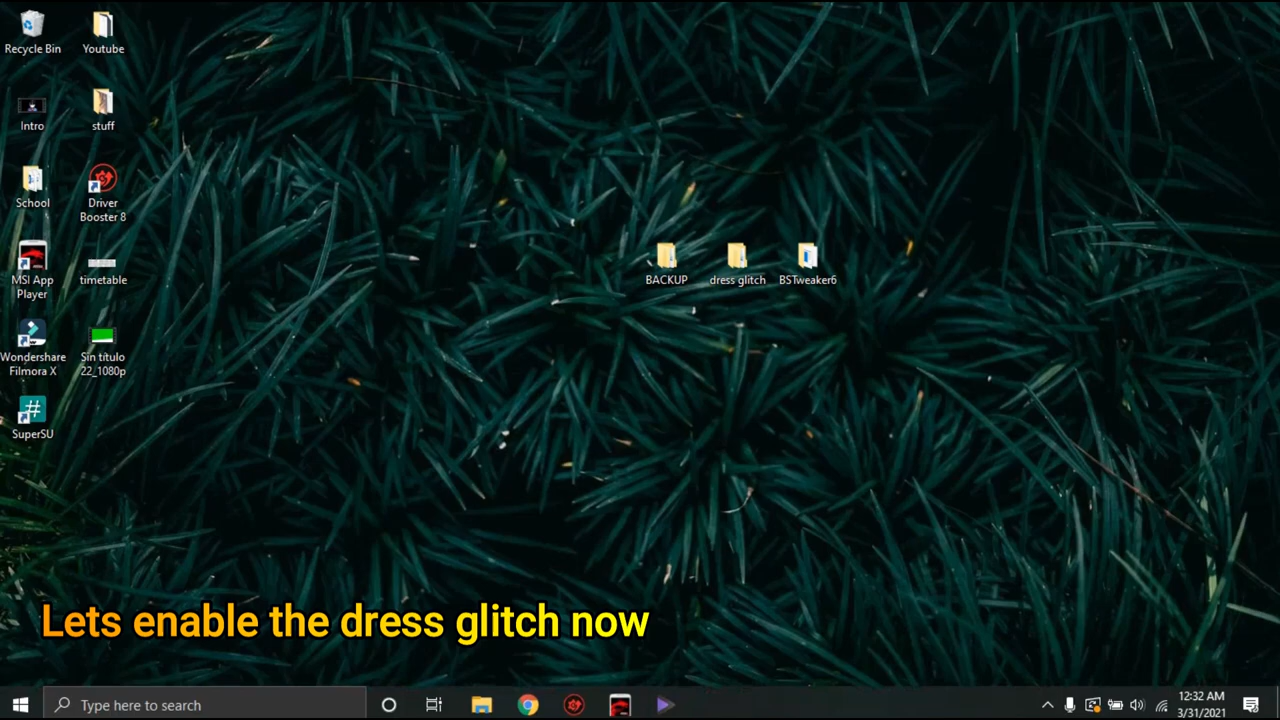 Recycle Bin
Youtube
Intro
stuff
School
Driver
Booster 8
MSI App
Player
timetable
Wondershare
Filmora X
Sin título
22_1080p
SuperSU
BACKUP
dress glitch
BSTweaker6
Lets enable the dress glitch now
Type here to search
12:32 AM
3/31/2021